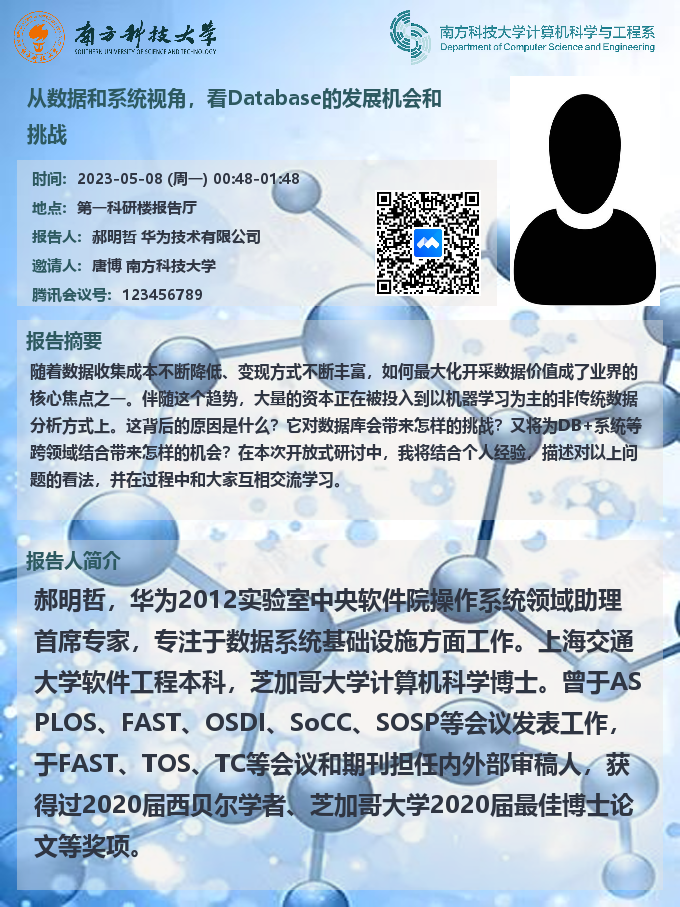 南方科技大学
SOUTHERN UNIVERSITY OF SCIENCE AND TECHNOLOGY
南方科技大学计算机科学与工程系
Department of Computer Science and Engineering
从数据和系统视角，看Database的发展机会和
挑战
时间：2023-05-08 (周一) 00:48-01:48
地点：第一科研楼报告厅
报告人：郝明哲 华为技术有限公司
邀请人：唐博 南方科技大学
腾讯会议号：123456789
报告摘要
随着数据收集成本不断降低、变现方式不断丰富，如何最大化开采数据价值成了业界的
核心焦点之一。伴随这个趋势，大量的资本正在被投入到以机器学习为主的非传统数据
分析方式上。这背后的原因是什么？它对数据库会带来怎样的挑战？又将为DB+系统等
跨领域结合带来怎样的机会？在本次开放式研讨中，我将结合个人经验，描述对以上问
题的看法，并在过程中和大家互相交流学习。
报告人简介
郝明哲，华为2012实验室中央软件院操作系统领域助理
首席专家，专注于数据系统基础设施方面工作。上海交通
大学软件工程本科，芝加哥大学计算机科学博士。曾于AS
PLOS、FAST、OSDI、SoCC、SOSP等会议发表工作，
于FAST、TOS、TC等会议和期刊担任内外部审稿人，获
得过2020届西贝尔学者、芝加哥大学2020届最佳博士论
文等奖项。